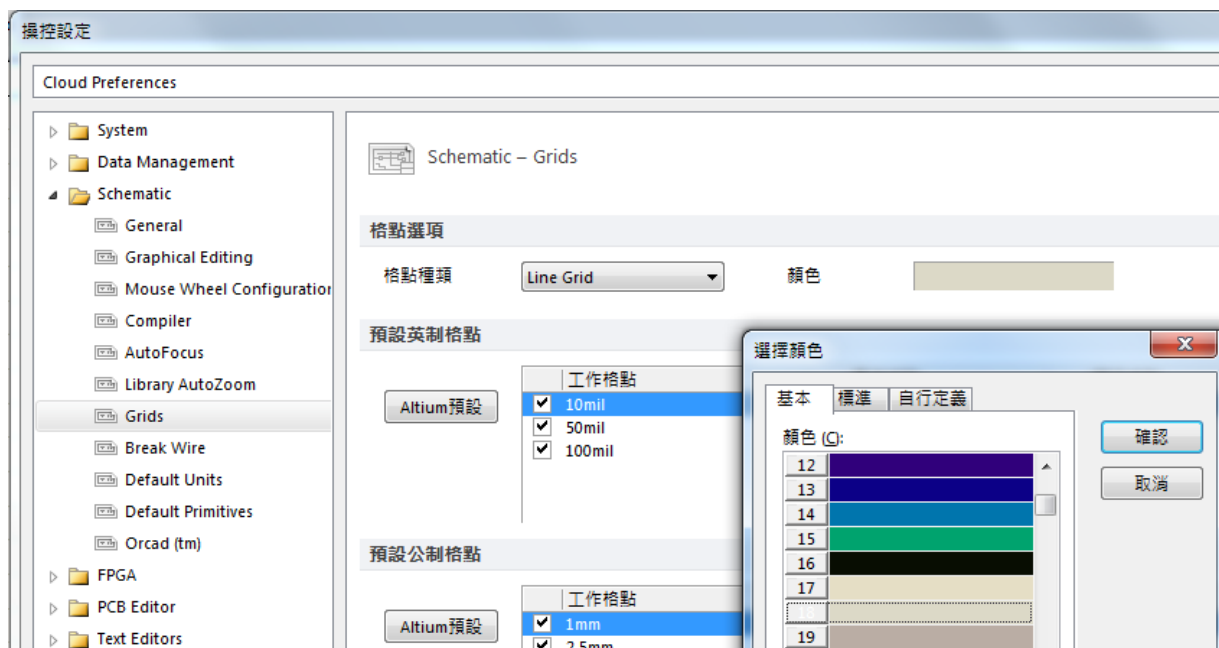 操控設定
Cloud Preferences
System
Data Management
Schematic
General
Graphical Editing
Mouse Wheel Configuration
Compiler
AutoFocus
Library AutoZoom
Grids
Break Wire
Default Units
Default Primitives
Orcad (tm)
FPGA
PCB Editor
Text Editors
Schematic – Grids
格點選項
格點種類
Line Grid
顏色
預設英制格點
Altium預設
工作格點
10mil
50mil
100mil
預設公制格點
Altium預設
工作格點
1mm
2.5mm
選擇顏色
基本
標準
自行定義
顏色 (C):
12
13
14
15
16
17
18
19
確認
取消